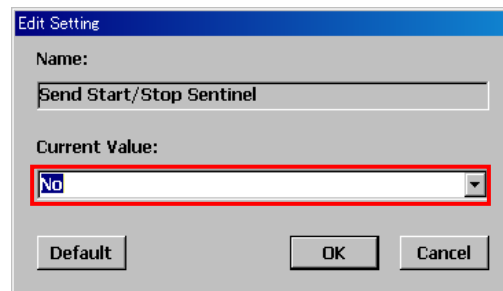 Edit Setting
Name:
Send Start/Stop Sentinel
Current Value:
No
Default OK Cancel